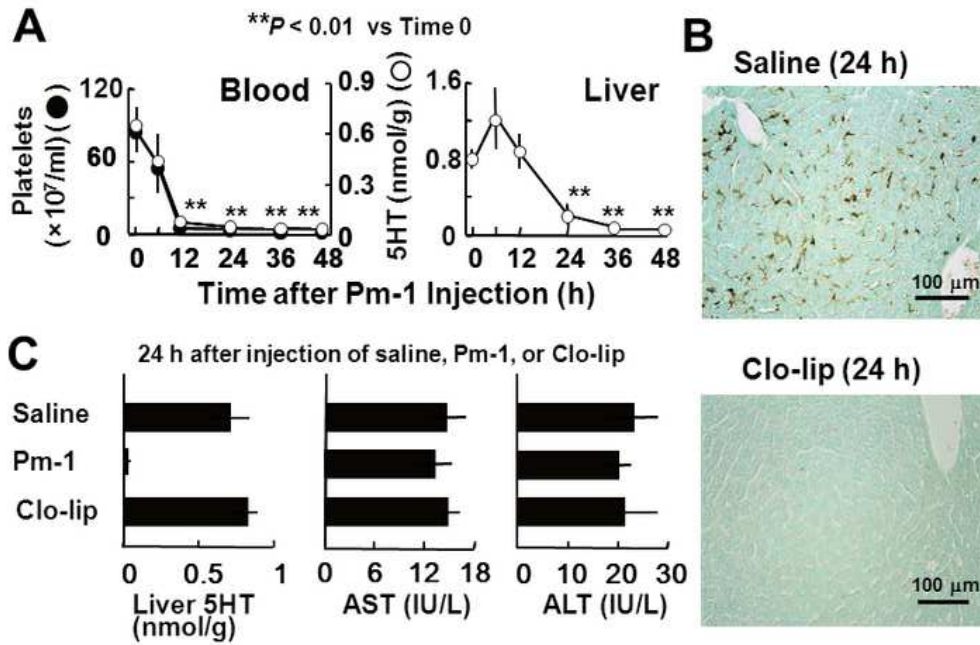 A
**P < 0.01 vs Time 0
Platelets
(×10⁷/ml)(●)
120
60
0
Blood
0.9
0.6
0.3
0
5HT (nmol/g) (○)
1.6
0.8
0
Liver
** ** ** **
** ** **
0 12 24 36 48
0 12 24 36 48
Time after Pm-1 Injection (h)
B
Saline (24 h)
100 μm
Clo-lip (24 h)
100 μm
C
24 h after injection of saline, Pm-1, or Clo-lip
Saline
Pm-1
Clo-lip
0 0.5 1
Liver 5HT
(nmol/g)
0 6 12 18
AST (IU/L)
0 10 20 30
ALT (IU/L)